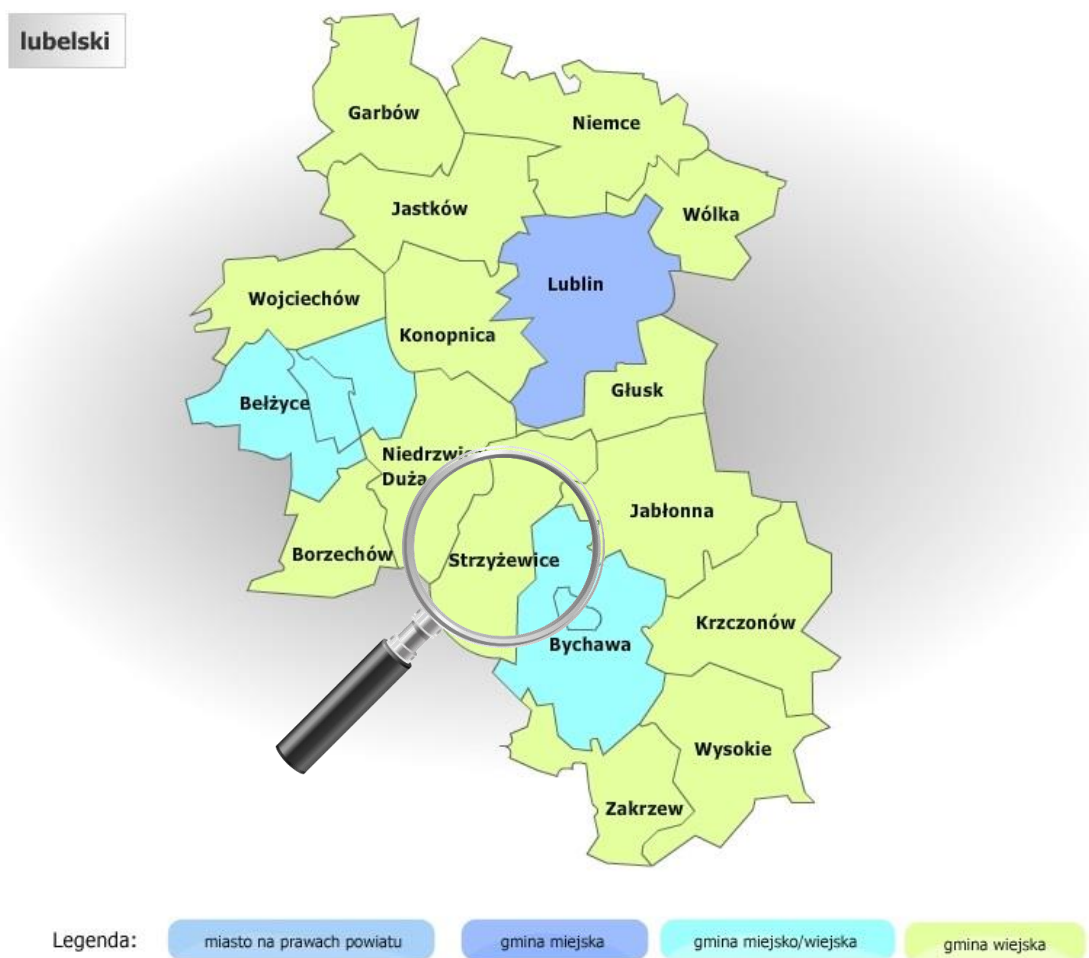 lubelski
Garbów
Niemce
Jastków
Wólka
Lublin
Wojciechów
Konopnica
Głusk
Bełżyce
Duża
Jabłonna
Borzechów
Strzyżewice
Krzczonów
Bychawa
Wysokie
Zakrzew
Legenda:
miasto na prawach powiatu
gmina miejska
gmina miejsko/wiejska
gmina wiejska